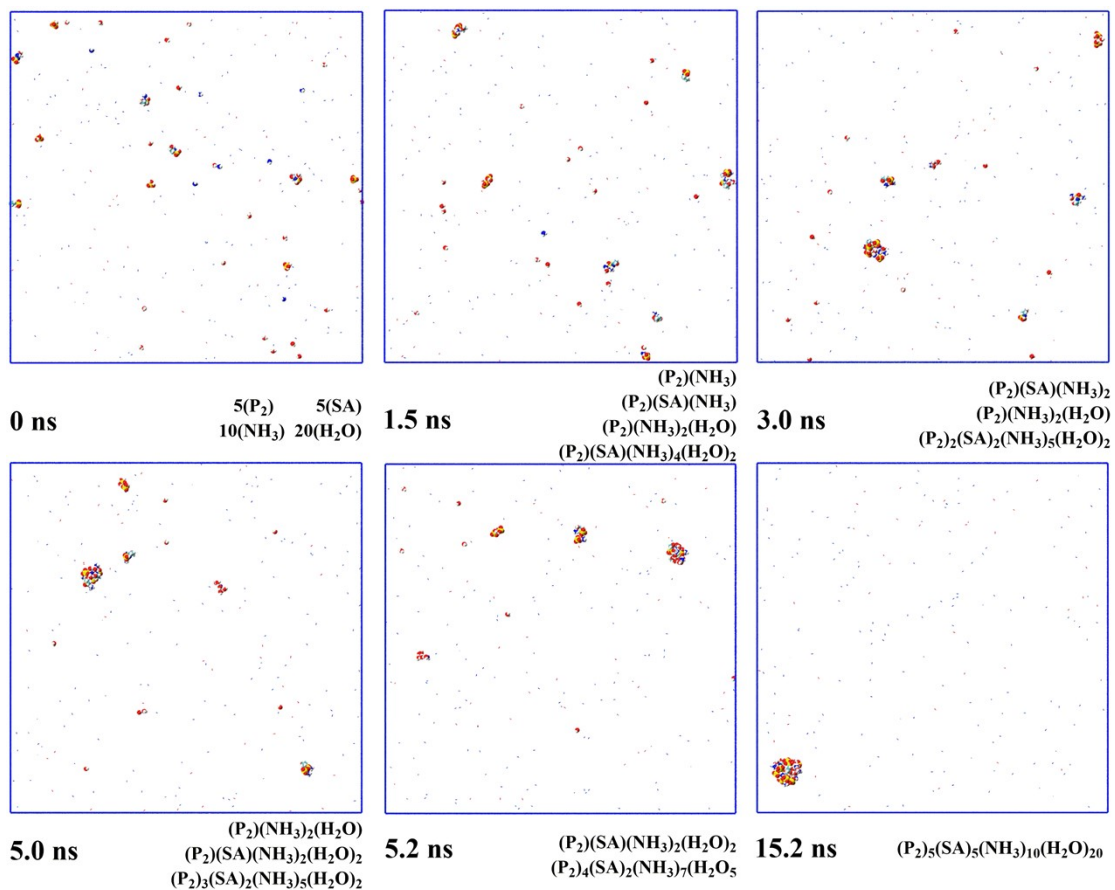 0 ns
5(P₂) 5(SA)
10(NH₃) 20(H₂O)
1.5 ns
(P₂)(NH₃)
(P₂)(SA)(NH₃)
(P₂)(NH₃)₂(H₂O)
(P₂)(SA)(NH₃)₄(H₂O)₂
3.0 ns
(P₂)(SA)(NH₃)₂
(P₂)(NH₃)₂(H₂O)
(P₂)₂(SA)₂(NH₃)₅(H₂O)₂
5.0 ns
(P₂)(NH₃)₂(H₂O)
(P₂)(SA)(NH₃)₂(H₂O)₂
(P₂)₃(SA)₂(NH₃)₅(H₂O)₂
5.2 ns
(P₂)(SA)(NH₃)₂(H₂O)₂
(P₂)₄(SA)₂(NH₃)₇(H₂O₅
15.2 ns
(P₂)₅(SA)₅(NH₃)₁₀(H₂O)₂₀